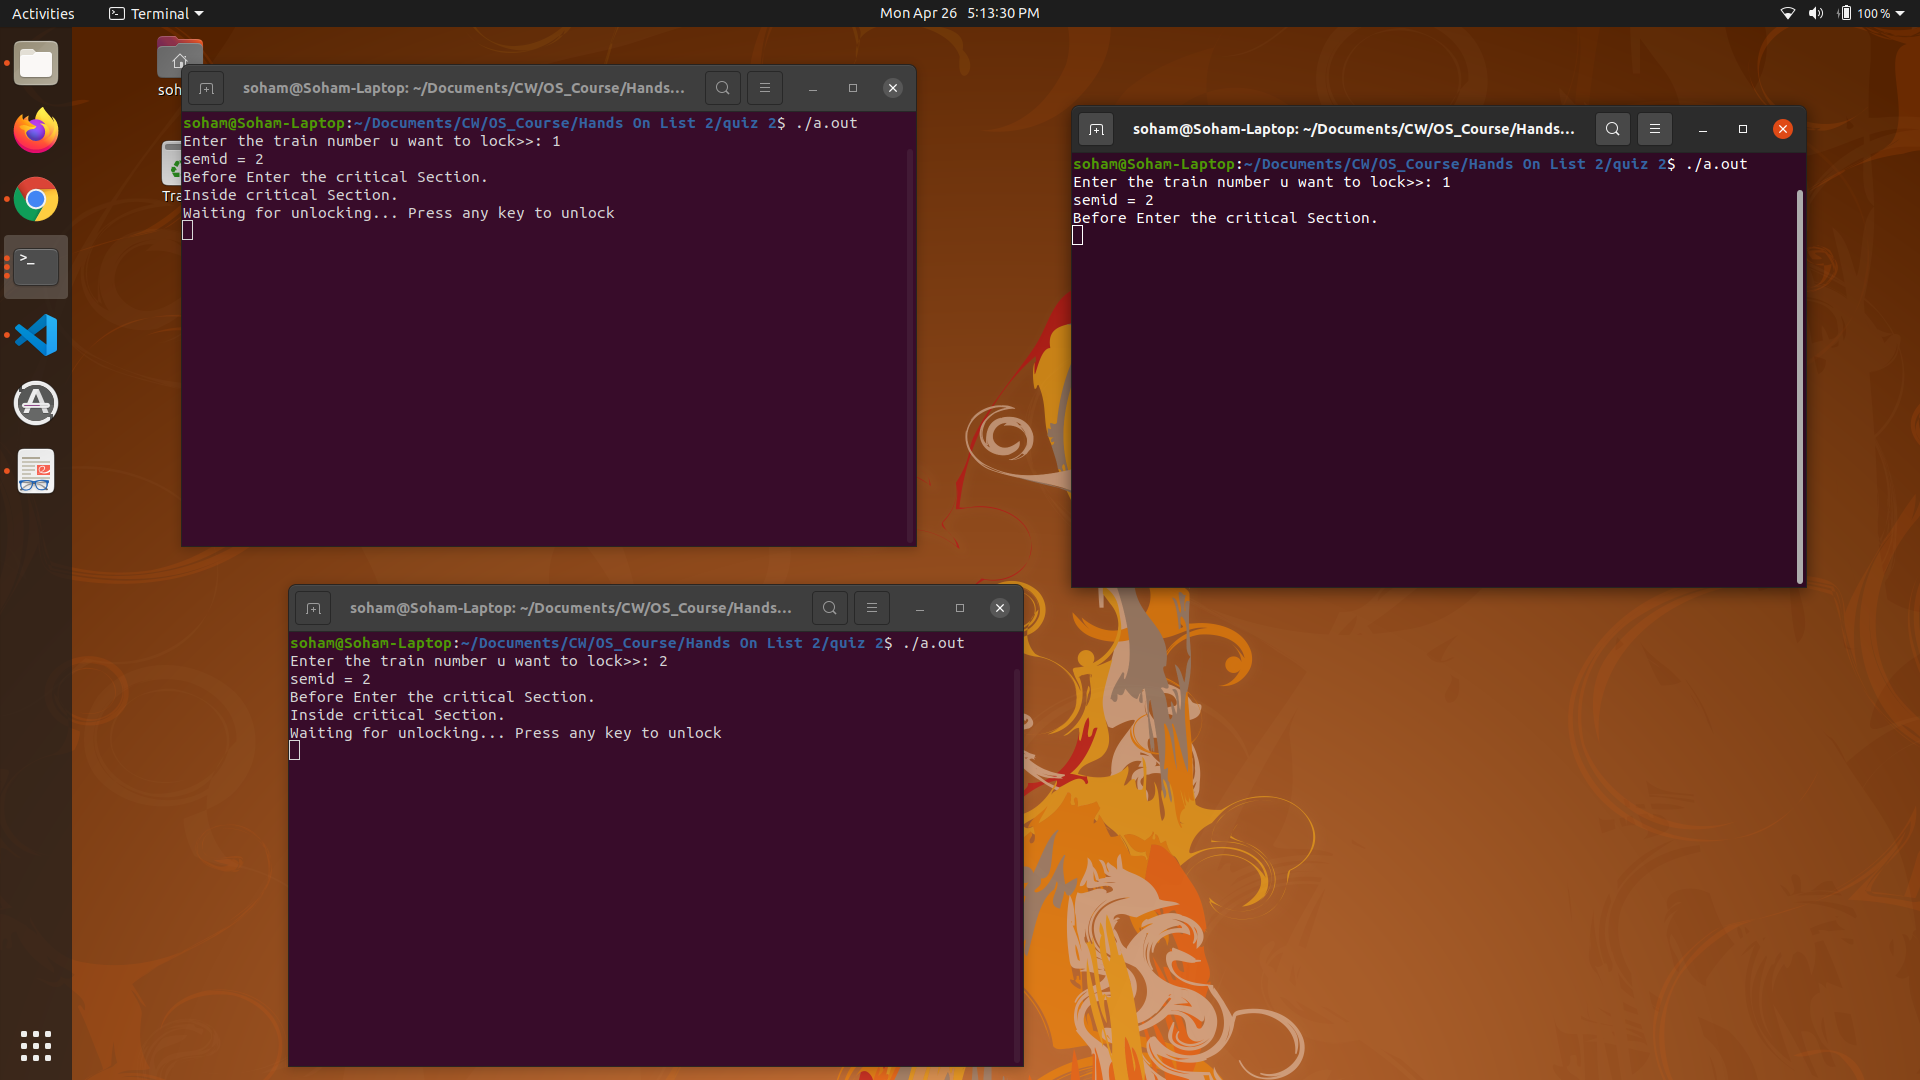 Activities
Terminal
Mon Apr 26 5:13:30 PM
100 %
soh
Tra
soham@Soham-Laptop: ~/Documents/CW/OS_Course/Hands...
soham@Soham-Laptop:~/Documents/CW/OS_Course/Hands On List 2/quiz 2$ ./a.out
Enter the train number u want to lock>>: 1
semid = 2
Before Enter the critical Section.
Inside critical Section.
Waiting for unlocking... Press any key to unlock
soham@Soham-Laptop: ~/Documents/CW/OS_Course/Hands...
soham@Soham-Laptop:~/Documents/CW/OS_Course/Hands On List 2/quiz 2$ ./a.out
Enter the train number u want to lock>>: 1
semid = 2
Before Enter the critical Section.
soham@Soham-Laptop: ~/Documents/CW/OS_Course/Hands...
soham@Soham-Laptop:~/Documents/CW/OS_Course/Hands On List 2/quiz 2$ ./a.out
Enter the train number u want to lock>>: 2
semid = 2
Before Enter the critical Section.
Inside critical Section.
Waiting for unlocking... Press any key to unlock